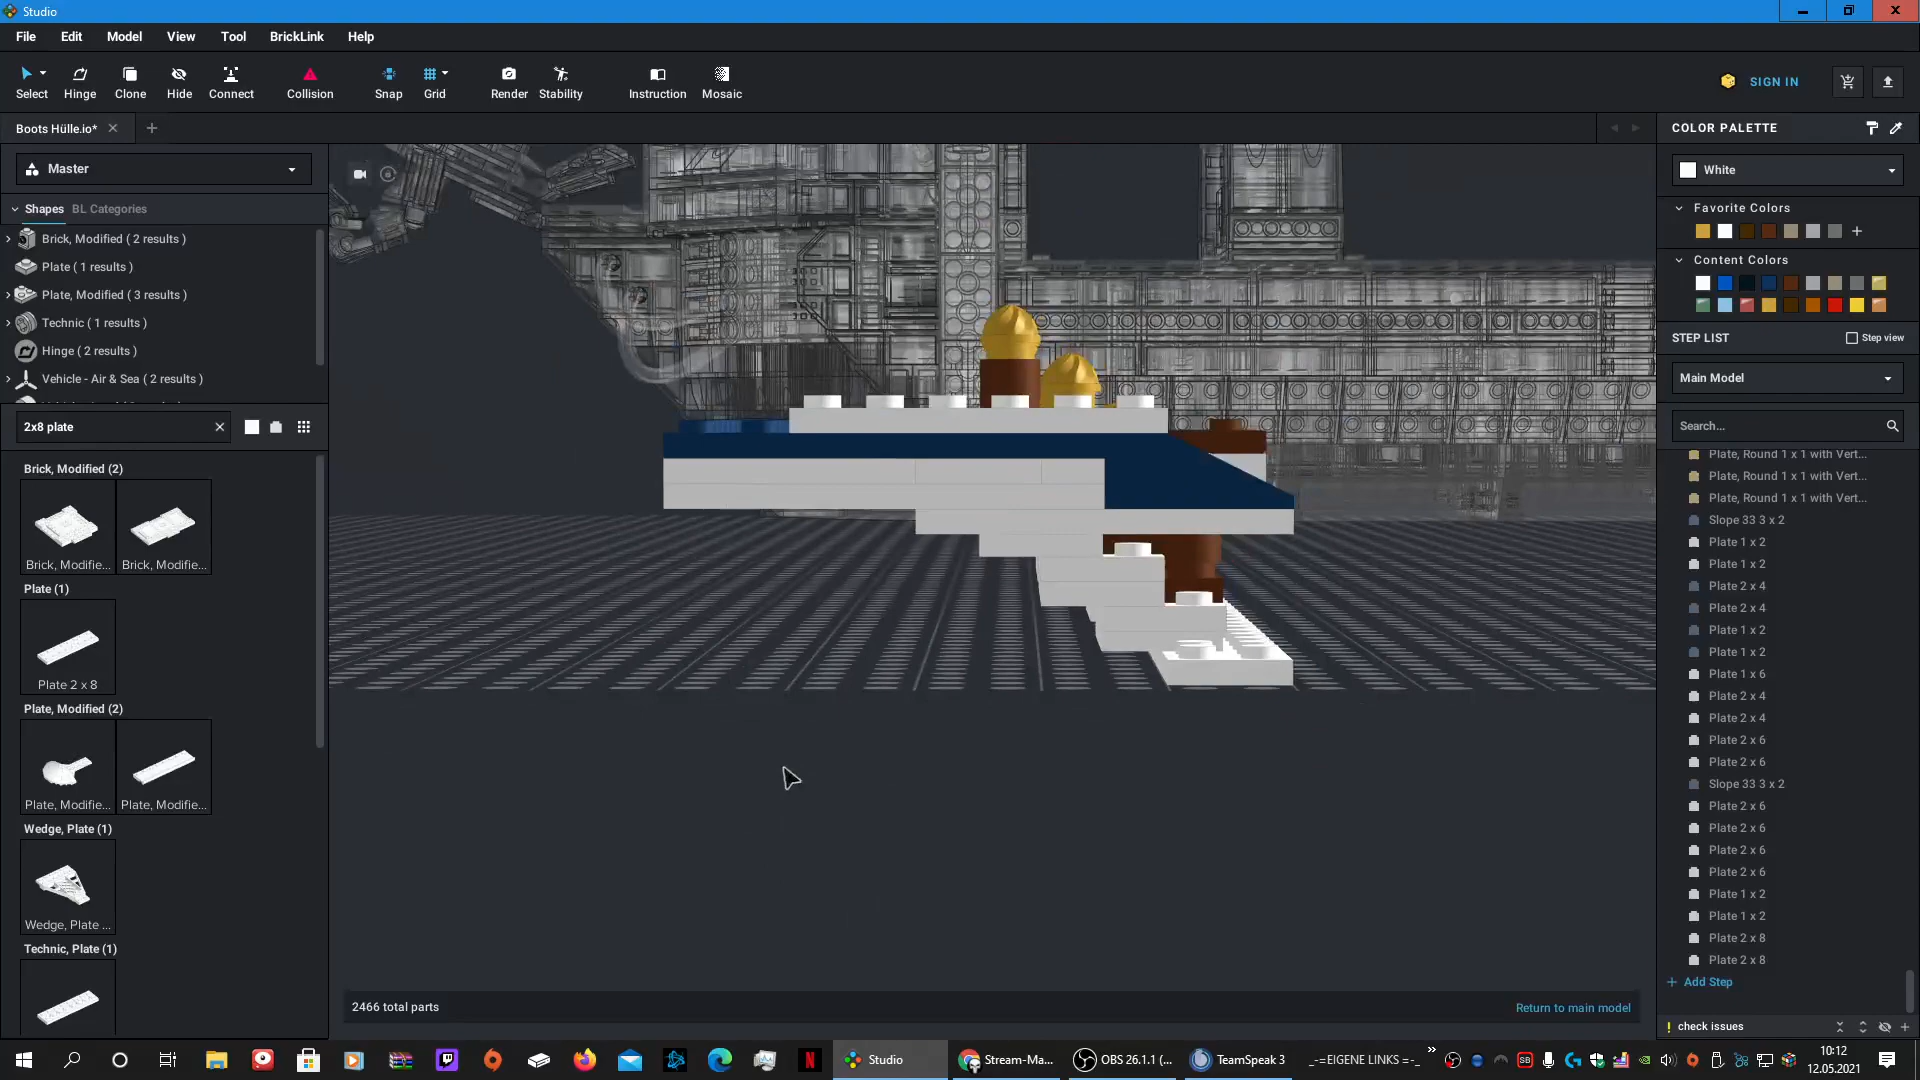 Studio
File Edit Model View Tool BrickLink Help
Select Hinge Clone Hide Connect Collision Snap Grid Render Stability Instruction Mosaic SIGN IN
Boots Hülle.io*
COLOR PALETTE
Master
White
Shapes BL Categories
Favorite Colors
Brick, Modified ( 2 results )
Plate ( 1 results )
Content Colors
Plate, Modified ( 3 results )
Technic ( 1 results )
STEP LIST Step view
Hinge ( 2 results )
Vehicle - Air & Sea ( 2 results )
Main Model
2x8 plate
Search...
Plate, Round 1 x 1 with Vert...
Brick, Modified (2)
Plate, Round 1 x 1 with Vert...
Plate, Round 1 x 1 with Vert...
Slope 33 3 x 2
Plate 1 x 2
Brick, Modifie... Brick, Modifie...
Plate 1 x 2
Plate (1)
Plate 2 x 4
Plate 2 x 4
Plate 1 x 2
Plate 1 x 2
Plate 1 x 6
Plate 2 x 8
Plate 2 x 4
Plate, Modified (2)
Plate 2 x 4
Plate 2 x 6
Plate 2 x 6
Slope 33 3 x 2
Plate, Modifie... Plate, Modifie...
Plate 2 x 6
Wedge, Plate (1)
Plate 2 x 6
Plate 2 x 6
Plate 2 x 6
Plate 1 x 2
Plate 1 x 2
Wedge, Plate ...
Plate 2 x 8
Technic, Plate (1)
Plate 2 x 8
Add Step
2466 total parts Return to main model
check issues
Studio Stream-Ma... OBS 26.1.1 (... TeamSpeak 3 _-=EIGENE LINKS =-_
10:12
12.05.2021